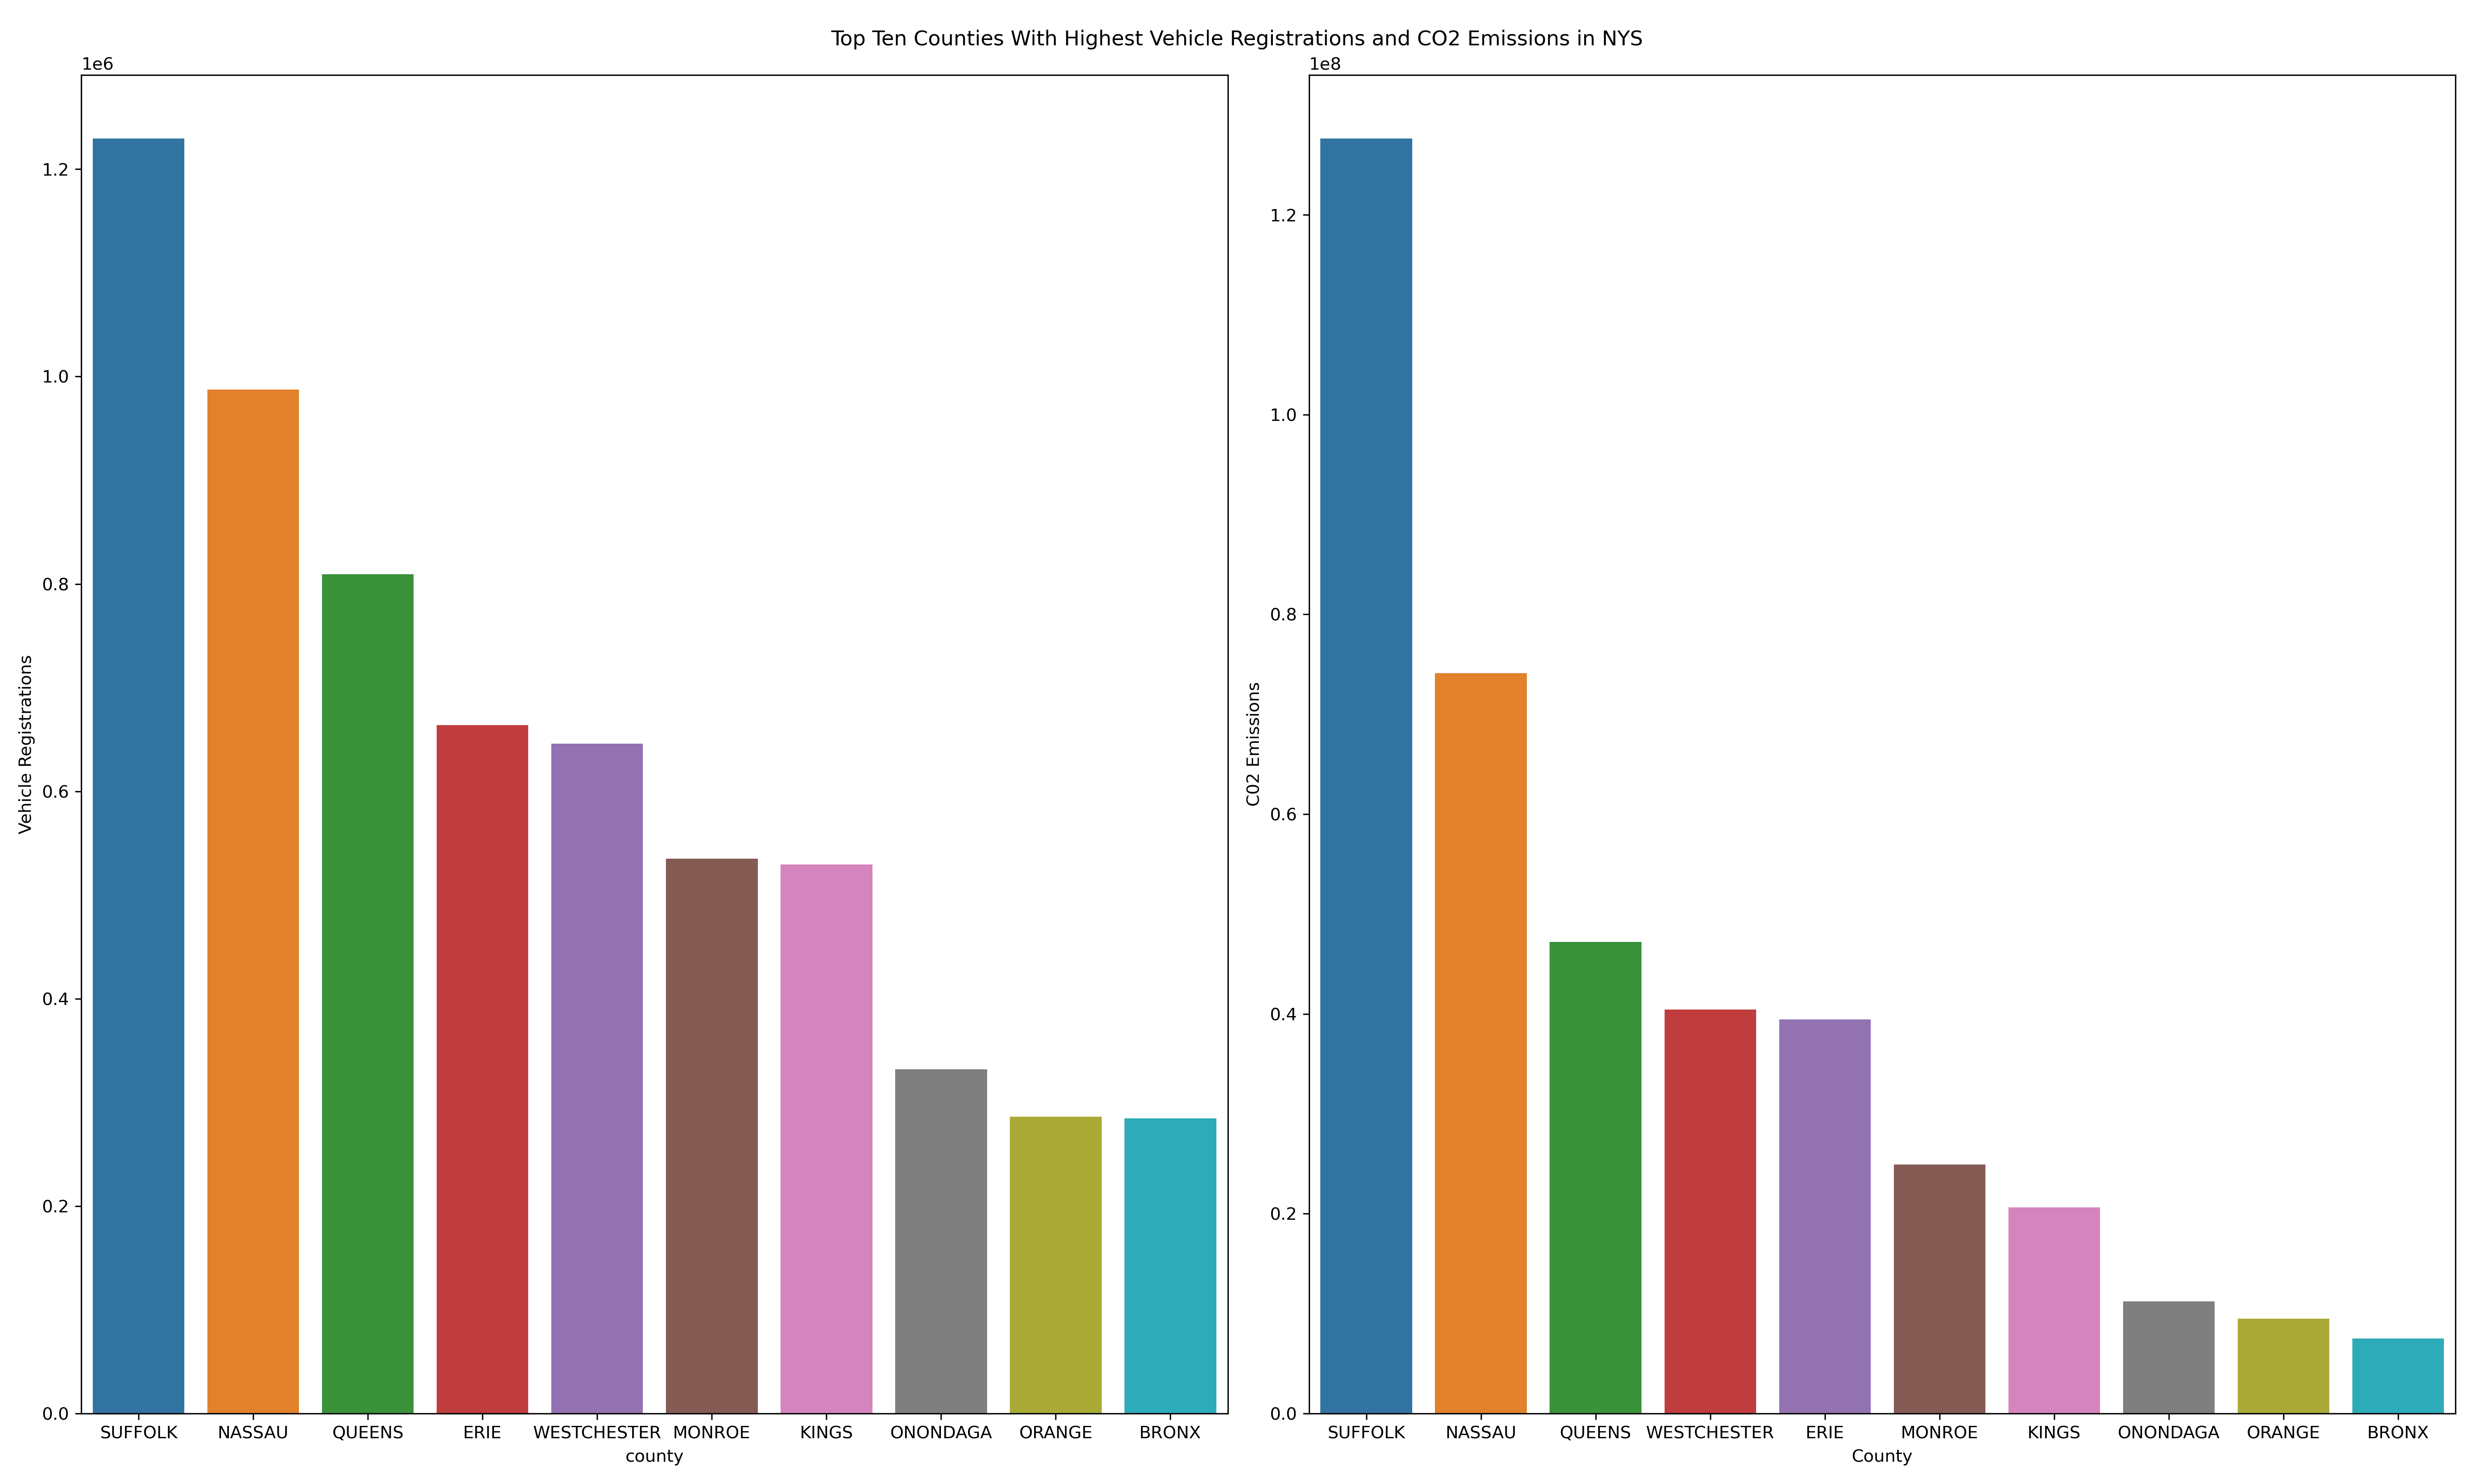 Top Ten Counties With Highest Vehicle Registrations and CO2 Emissions in NYS
1e6
1.2
1.0
0.8
0.6
0.4
0.2
0.0
Vehicle Registrations
SUFFOLK NASSAU QUEENS ERIE WESTCHESTER MONROE KINGS ONONDAGA ORANGE BRONX
county
1e8
1.2
1.0
0.8
0.6
0.4
0.2
0.0
C02 Emissions
SUFFOLK NASSAU QUEENS WESTCHESTER ERIE MONROE KINGS ONONDAGA ORANGE BRONX
County